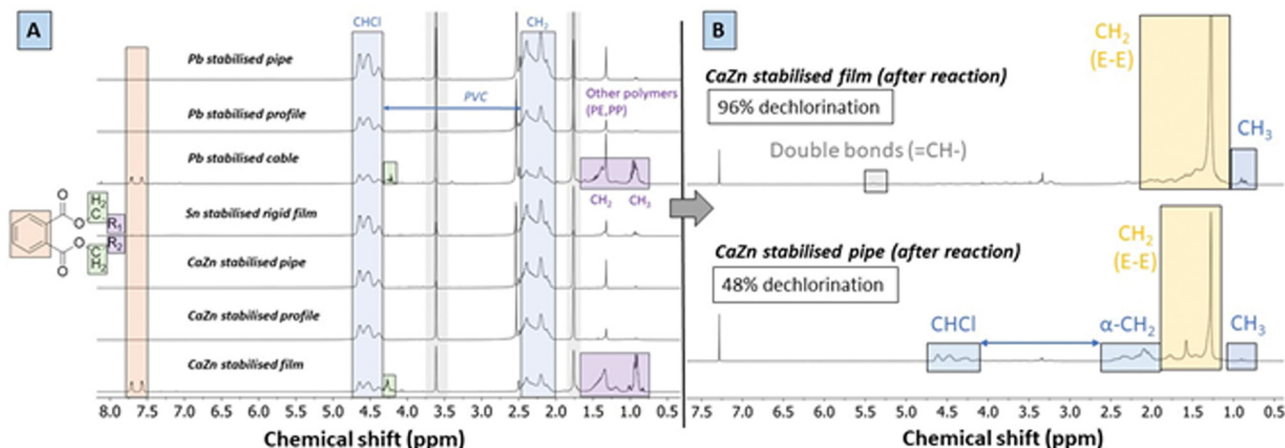 A
CHCl
CH2
Pb stabilised pipe
PVC
Other polymers
(PE,PP)
Pb stabilised profile
Pb stabilised cable
CH2
CH3
O
O
H2
C
R1
R2
O
O
C
H2
Sn stabilised rigid film
CaZn stabilised pipe
CaZn stabilised profile
CaZn stabilised film
8.0 7.5 7.0 6.5 6.0 5.5 5.0 4.5 4.0 3.5 3.0 2.5 2.0 1.5 1.0 0.5
Chemical shift (ppm)
B
CH2
(E-E)
CaZn stabilised film (after reaction)
96% dechlorination
CH3
Double bonds (=CH-)
CaZn stabilised pipe (after reaction)
48% dechlorination
CH2
(E-E)
CHCl
α-CH2
CH3
7.5 7.0 6.5 6.0 5.5 5.0 4.5 4.0 3.5 3.0 2.5 2.0 1.5 1.0 0.5
Chemical shift (ppm)